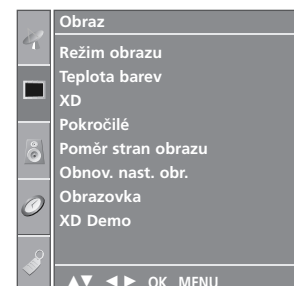 Obraz
Režim obrazu
Teplota barev
XD
Pokročilé
Poměr stran obrazu
Obnov. nast. obr.
Obrazovka
XD Demo
▲▼ ◀ ▶ OK MENU